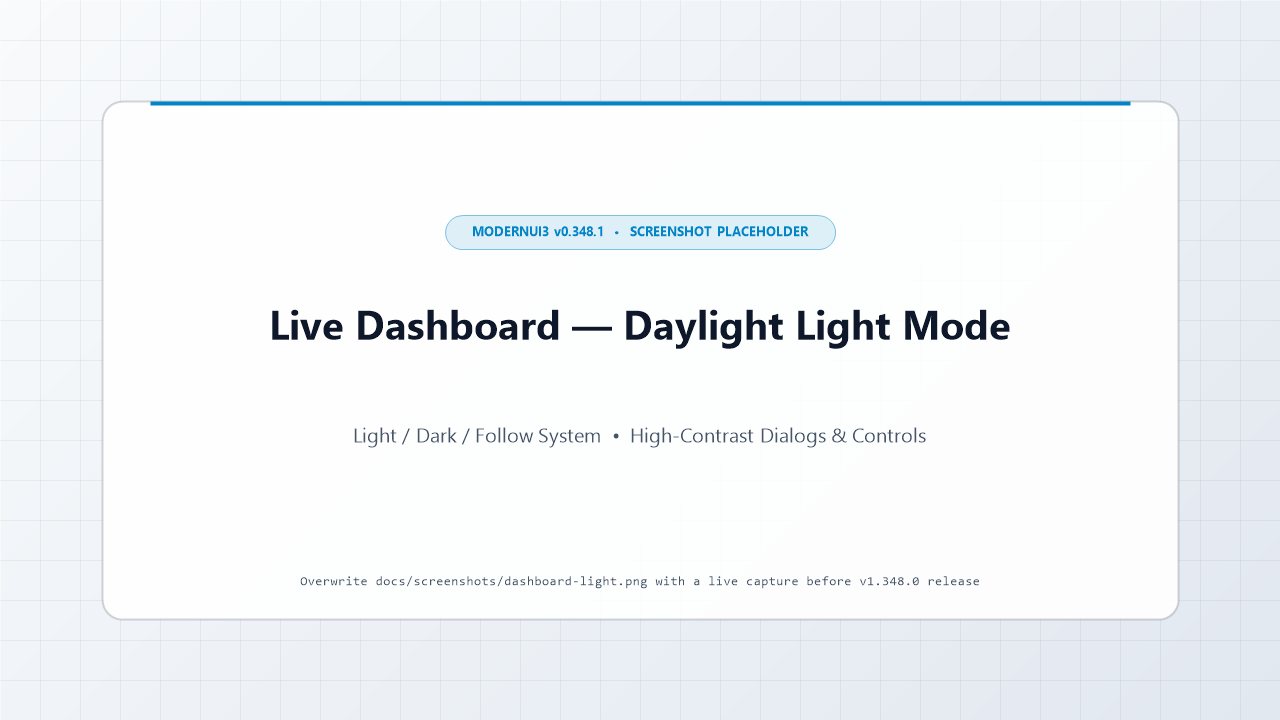 MODERNUI3 v0.348.1 • SCREENSHOT PLACEHOLDER
Live Dashboard — Daylight Light Mode
Light / Dark / Follow System • High-Contrast Dialogs & Controls
Overwrite docs/screenshots/dashboard-light.png with a live capture before v1.348.0 release